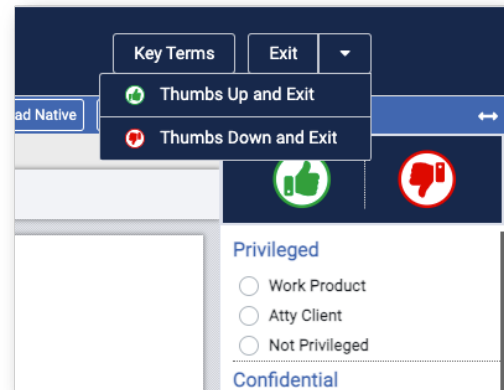 Key Terms Exit
Thumbs Up and Exit
ad Native
Thumbs Down and Exit
Privileged
Work Product
Atty Client
Not Privileged
Confidential